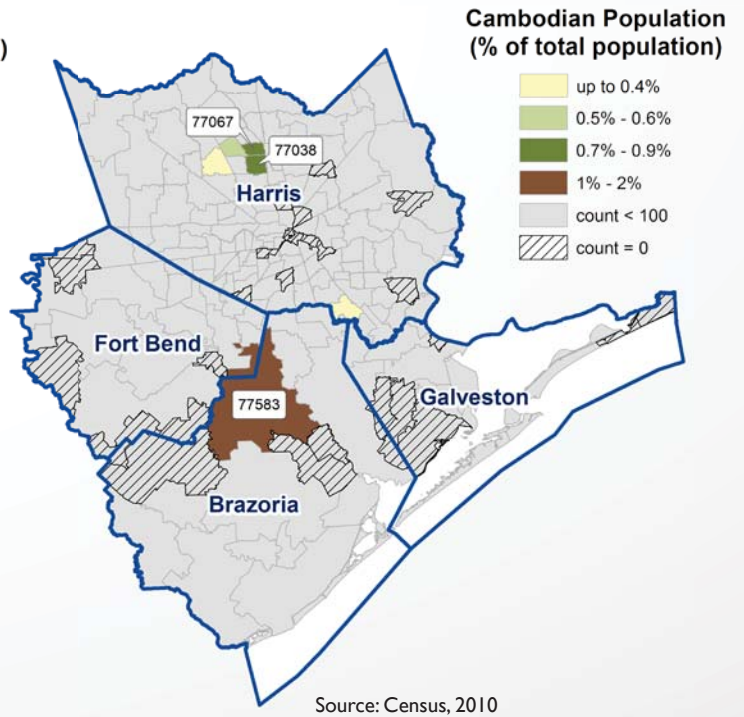 )
Cambodian Population
(% of total population)
up to 0.4%
0.5% - 0.6%
0.7% - 0.9%
1% - 2%
count < 100
count = 0
77067
77038
Harris
Fort Bend
77583
Galveston
Brazoria
Source: Census, 2010